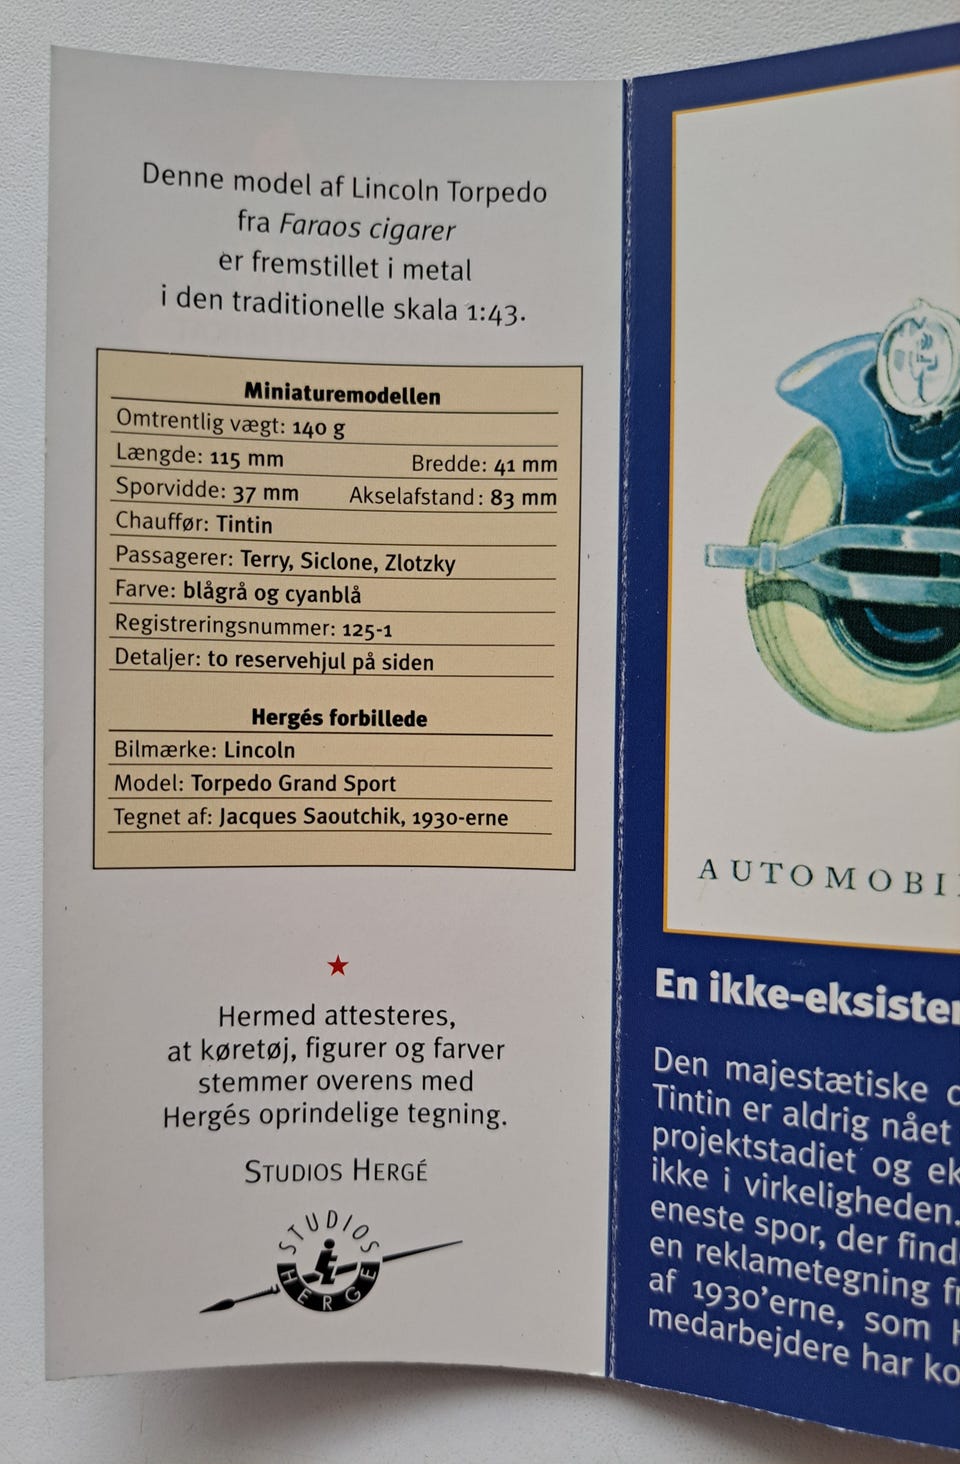 Denne model af Lincoln Torpedo
fra Faraos cigarer
er fremstillet i metal
i den traditionelle skala 1:43.
Miniaturemodellen
Omtrentlig vægt: 140 g
Længde: 115 mm Bredde: 41 mm
Sporvidde: 37 mm Akselafstand: 83 mm
Chauffør: Tintin
Passagerer: Terry, Siclone, Zlotzky
Farve: blågrå og cyanblå
Registreringsnummer: 125-1
Detaljer: to reservehjul på siden
Hergés forbillede
Bilmærke: Lincoln
Model: Torpedo Grand Sport
Tegnet af: Jacques Saoutchik, 1930-erne
Hermed attesteres,
at køretøj, figurer og farver
stemmer overens med
Hergés oprindelige tegning.
STUDIOS HERGÉ
STUDIOS
HERGÉ
AUTOMOBI
En ikke-eksisten
Den majestætiske
Tintin er aldrig nået
projektstadiet og ek
ikke i virkeligheden.
eneste spor, der find
en reklametegning fr
af 1930'erne, som H
medarbejdere har ko